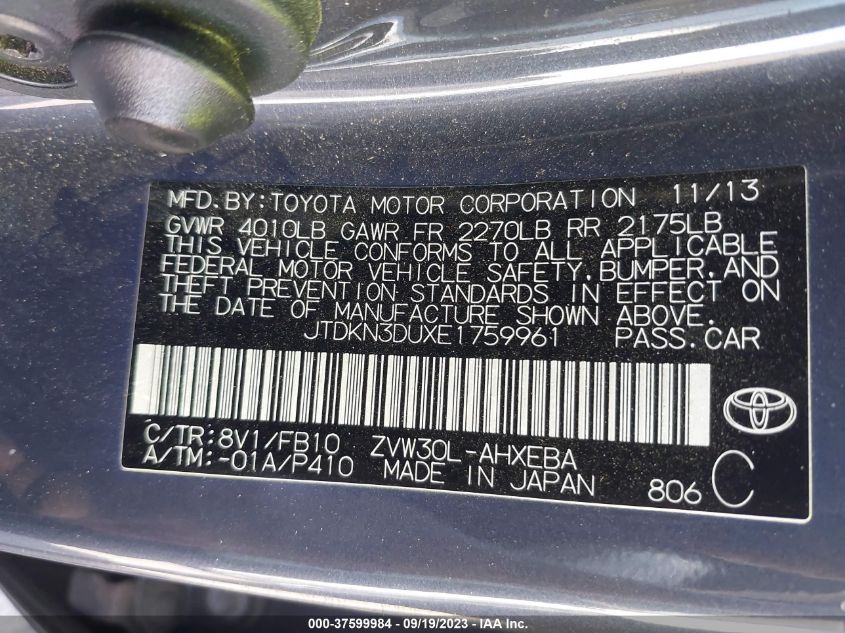 MFD. BY: TOYOTA MOTOR CORPORATION 11/13
GVWR 4010LB GAWR FR 2270LB RR 2175LB
THIS VEHICLE CONFORMS TO ALL APPLICABLE
FEDERAL MOTOR VEHICLE SAFETY, BUMPER, AND
THEFT PREVENTION STANDARDS IN EFFECT ON
THE DATE OF MANUFACTURE SHOWN ABOVE.
JTDKN3DUXE1759961 PASS. CAR
C/TR: 8V1/FB10 ZVW30L-AHXEBA
A/TM: -01A/P410 MADE IN JAPAN 806 C
000-37599984 - 09/19/2023 - IAAI - Copart Inc.